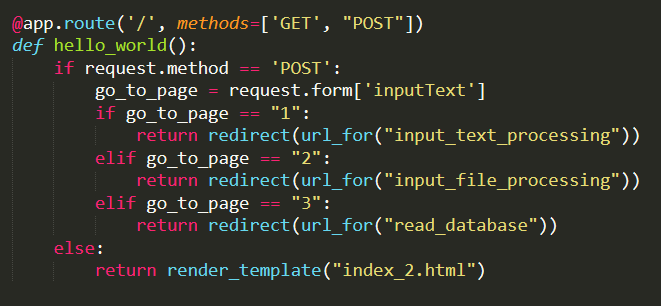 @app.route('/', methods=['GET', "POST"])
def hello_world():
    if request.method == 'POST':
        go_to_page = request.form['inputText']
        if go_to_page == "1":
            return redirect(url_for("input_text_processing"))
        elif go_to_page == "2":
            return redirect(url_for("input_file_processing"))
        elif go_to_page == "3":
            return redirect(url_for("read_database"))
    else:
        return render_template("index_2.html")